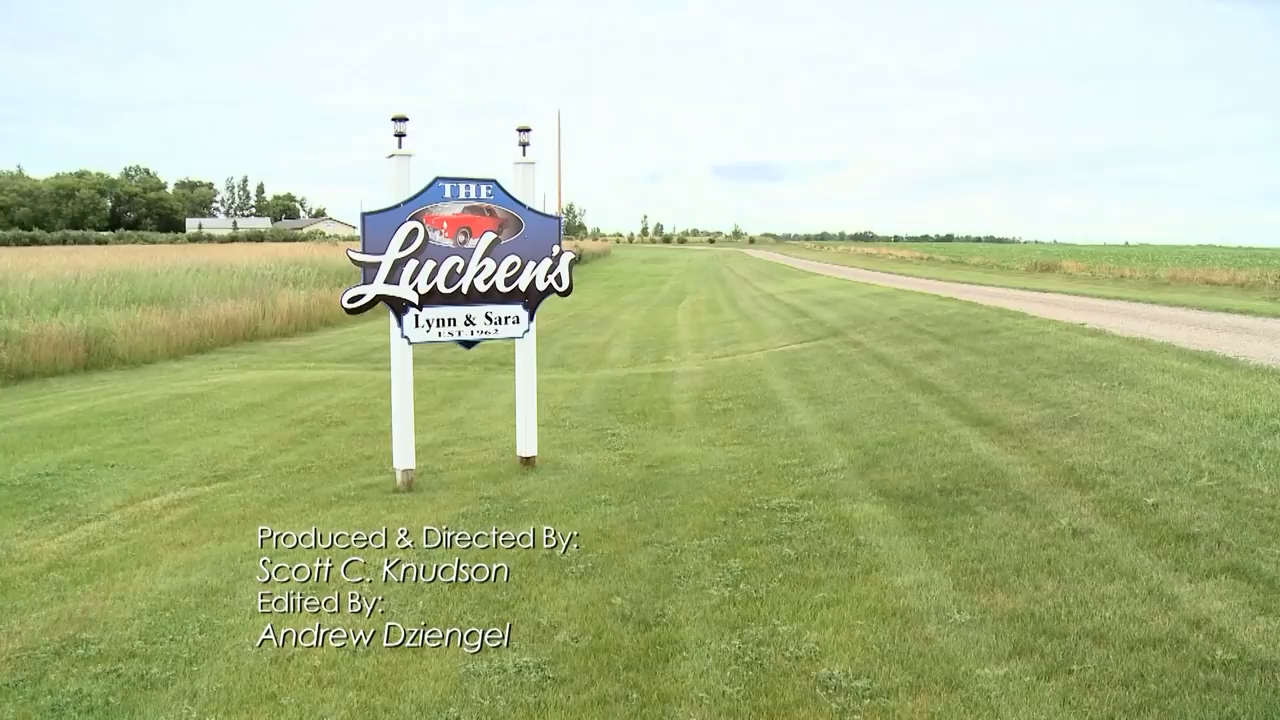 THE
Lucken's
Lynn & Sara
EST. 1962
Produced & Directed By:
Scott C. Knudson
Edited By:
Andrew Dziengel